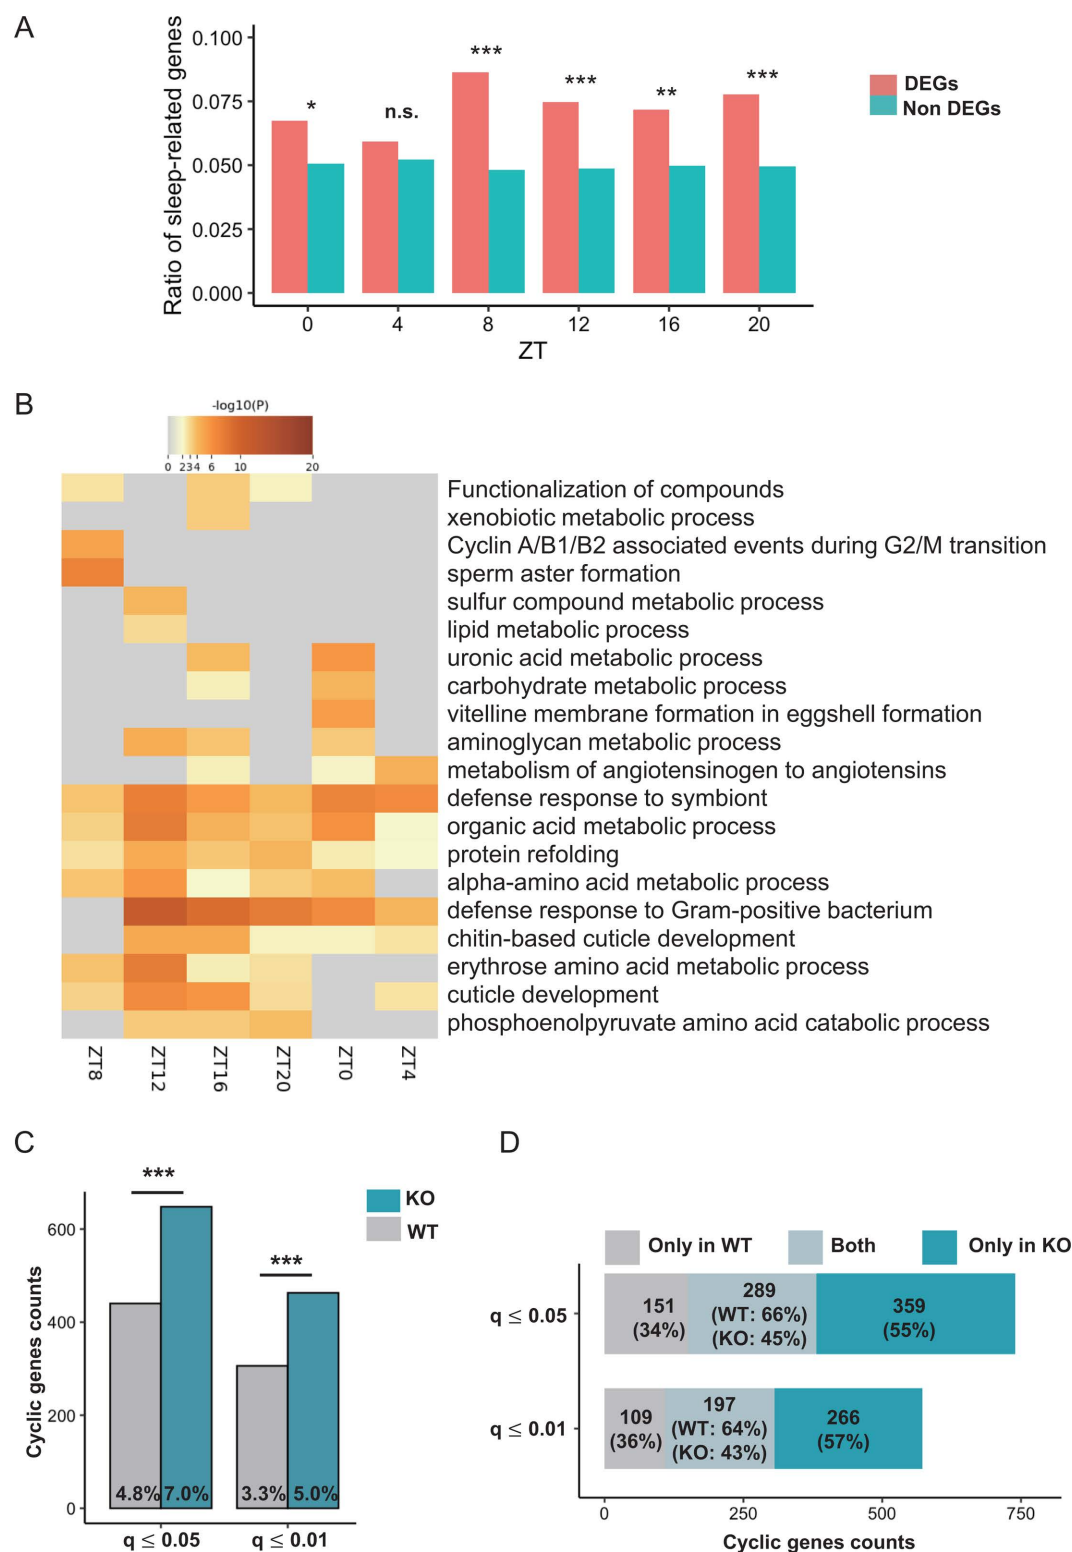 A
Ratio of sleep-related genes
0.100
0.075
0.050
0.025
0.000
*
n.s.
***
***
**
***
0
4
8
12
16
20
ZT
DEGs
Non DEGs
B
-log10(P)
0 2 3 4 6 10 20
Functionalization of compounds
xenobiotic metabolic process
Cyclin A/B1/B2 associated events during G2/M transition
sperm aster formation
sulfur compound metabolic process
lipid metabolic process
uronic acid metabolic process
carbohydrate metabolic process
vitelline membrane formation in eggshell formation
aminoglycan metabolic process
metabolism of angiotensinogen to angiotensins
defense response to symbiont
organic acid metabolic process
protein refolding
alpha-amino acid metabolic process
defense response to Gram-positive bacterium
chitin-based cuticle development
erythrose amino acid metabolic process
cuticle development
phosphoenolpyruvate amino acid catabolic process
ZT8
ZT12
ZT16
ZT20
ZT0
ZT4
C
Cyclic genes counts
600
400
200
0
***
***
4.8%
7.0%
3.3%
5.0%
q ≤ 0.05
q ≤ 0.01
KO
WT
D
Only in WT
Both
Only in KO
q ≤ 0.05
151
(34%)
289
(WT: 66%)
(KO: 45%)
359
(55%)
q ≤ 0.01
109
(36%)
197
(WT: 64%)
(KO: 43%)
266
(57%)
0
250
500
750
Cyclic genes counts